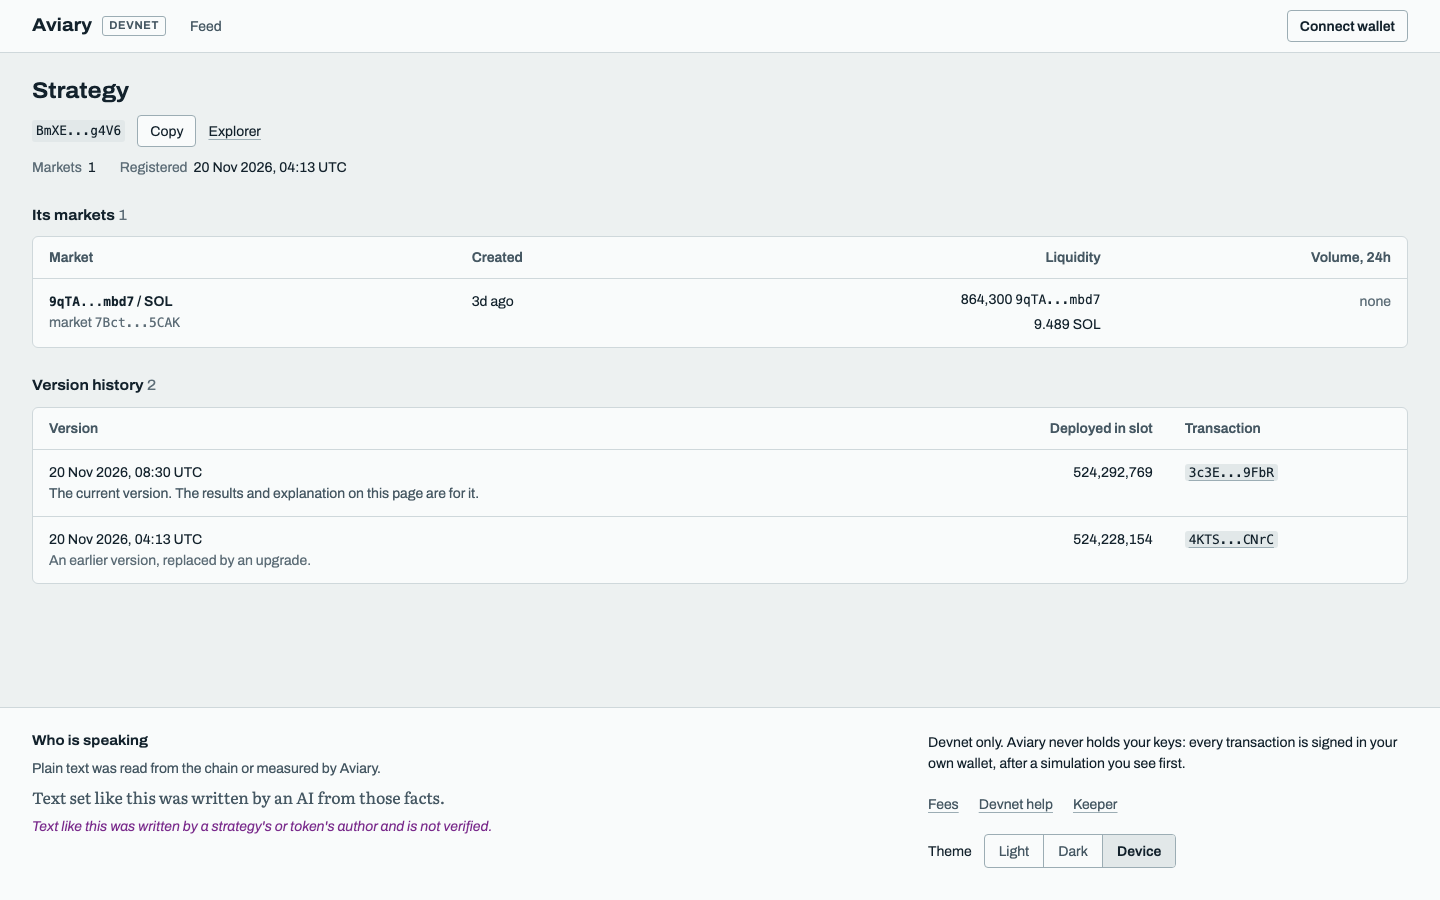 Aviary DEVNET Feed Connect wallet
Strategy
BmXE...g4V6 Copy Explorer
Markets 1 Registered 20 Nov 2026, 04:13 UTC
Its markets 1
Market Created Liquidity Volume, 24h
9qTA...mbd7 / SOL 3d ago 864,300 9qTA...mbd7 none
market 7Bct...5CAK 9.489 SOL
Version history 2
Version Deployed in slot Transaction
20 Nov 2026, 08:30 UTC 524,292,769 3c3E...9FbR
The current version. The results and explanation on this page are for it.
20 Nov 2026, 04:13 UTC 524,228,154 4KTS...CNrC
An earlier version, replaced by an upgrade.
Who is speaking
Plain text was read from the chain or measured by Aviary.
Text set like this was written by an AI from those facts.
Text like this was written by a strategy's or token's author and is not verified.
Devnet only. Aviary never holds your keys: every transaction is signed in your
own wallet, after a simulation you see first.
Fees Devnet help Keeper
Theme Light Dark Device